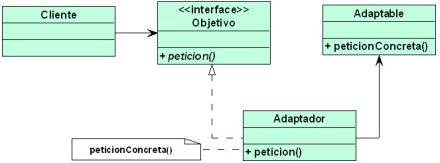 Cliente
<<interface>>
Objetivo
+ peticion()
Adaptable
+ peticionConcreta()
Adaptador
+ peticion()
peticionConcreta()